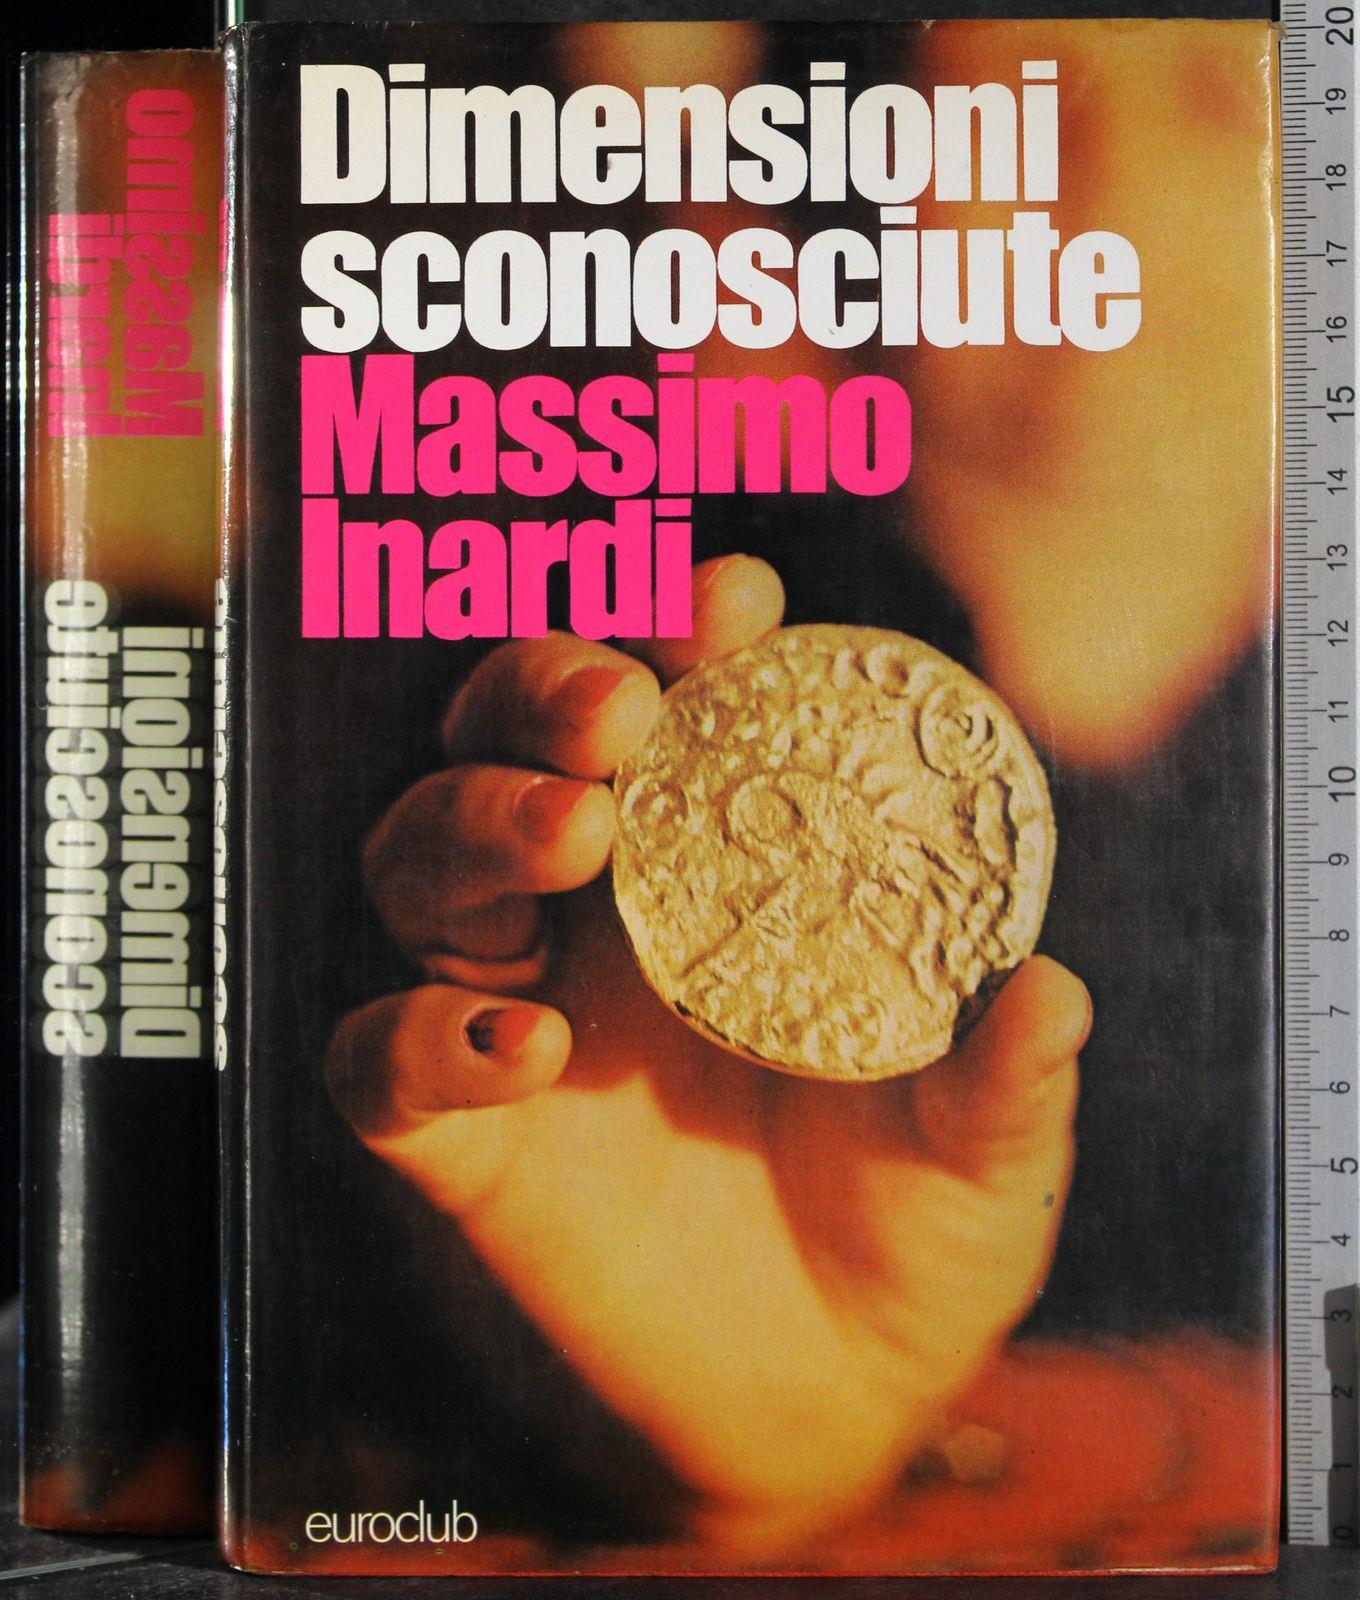 Dimensioni
sconosciute
Massimo
Inardi
euroclub
Massimo
Inardi
Dimensioni
sconosciute
20
19
18
17
16
15
14
13
12
11
10
9
8
7
6
5
4
3
2
1
0